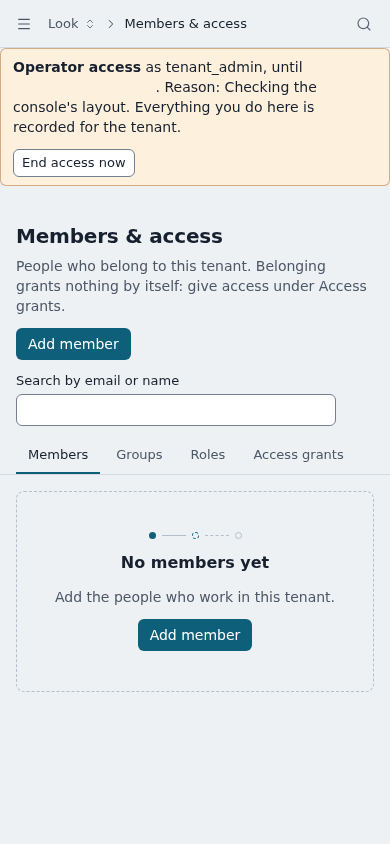 Look
Members & access
Operator access as tenant_admin, until
. Reason: Checking the
console's layout. Everything you do here is
recorded for the tenant.
End access now
Members & access
People who belong to this tenant. Belonging
grants nothing by itself: give access under Access
grants.
Add member
Search by email or name
Members Groups Roles Access grants
No members yet
Add the people who work in this tenant.
Add member